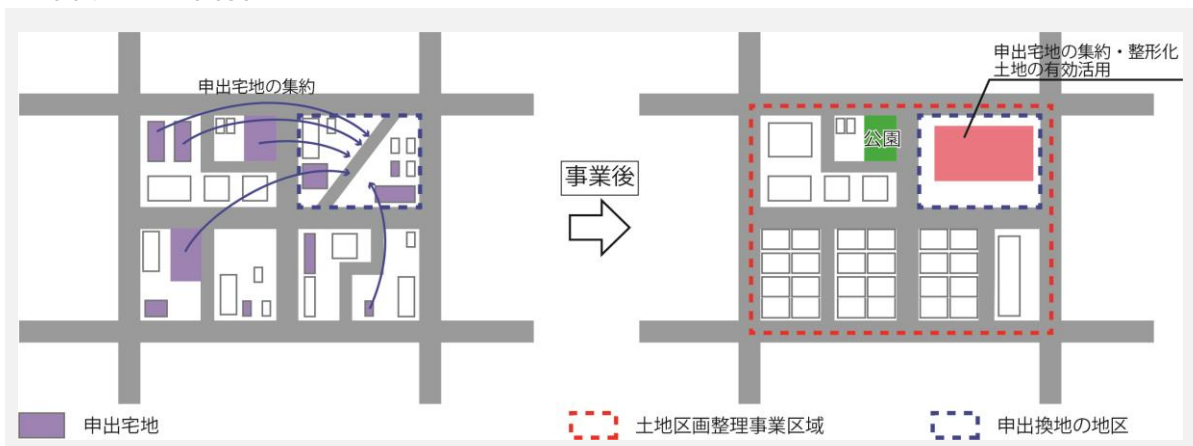 申出宅地の集約
申出宅地の集約・整形化
土地の有効活用
公園
事業後
申出宅地
土地区画整理事業区域
申出換地の地区